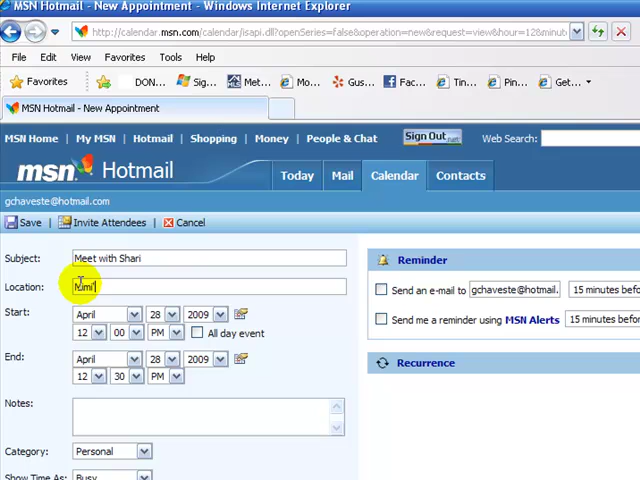 MSN Hotmail - New Appointment - Windows Internet Explorer
http://calendar.msn.com/calendar/isapi.dll?openSeries=false&operation=new&request=view&hour=12&minute
File Edit View Favorites Tools Help
Favorites DON... Sig... Met... Mo... Gus... Fac... Tin... Pin... Get...
MSN Hotmail - New Appointment
MSN Home My MSN Hotmail Shopping Money People & Chat Sign Out .net Web Search:
msn Hotmail Today Mail Calendar Contacts
gchaveste@hotmail.com
Save Invite Attendees Cancel
Subject: Meet with Shari
Location:
Reminder
Send an e-mail to gchaveste@hotmail. 15 minutes before
Send me a reminder using MSN Alerts 15 minutes before
Start: April 28 2009
12 00 PM All day event
End: April 28 2009
12 30 PM
Recurrence
Notes:
Category: Personal
Show Time As: Busy